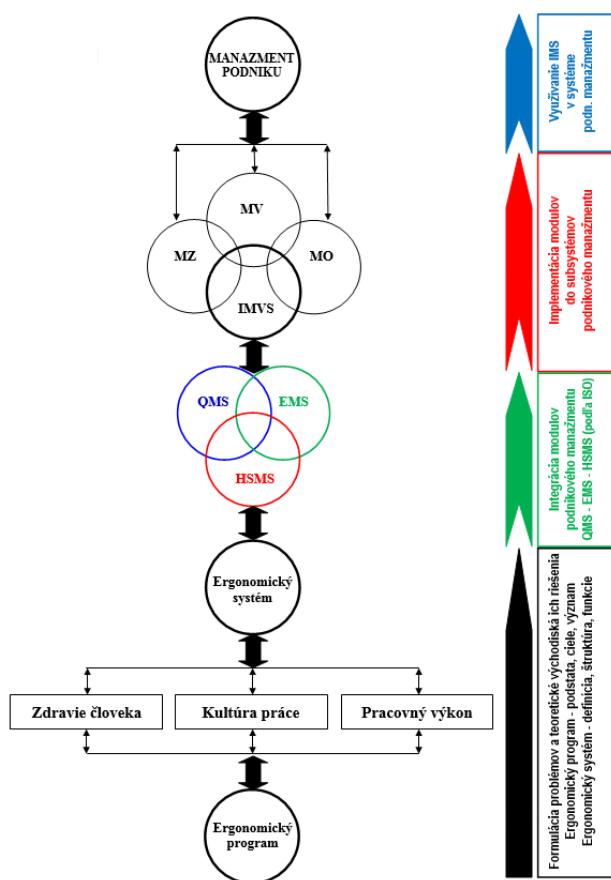 MANAZMENT
PODNIKU
MV
MZ
MO
IMVS
QMS
EMS
HSMS
Ergonomický
systém
Zdravie človeka
Kultúra práce
Pracovný výkon
Ergonomický
program
Využívanie IMS
v systéme
podn. manažmentu
Implementácia modulov
do subsystémov
podnikového manažmentu
Integrácia modulov
podnikového manažmentu
QMS - EMS - HSMS (podľa ISO)
Formulácia problémov a teoretické východiská ich riešenia
Ergonomický program - podstata, ciele, význam
Ergonomický systém - definícia, štruktúra, funkcie